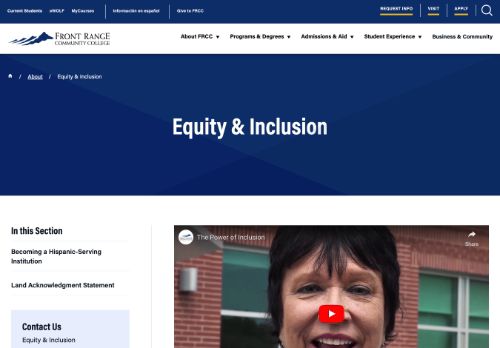 Current Students eWOLF MyCourses Información en español Give to FRCC REQUEST INFO VISIT APPLY
FRONT RANGE
COMMUNITY COLLEGE
About FRCC Programs & Degrees Admissions & Aid Student Experience Business & Community
/ About / Equity & Inclusion
Equity & Inclusion
In this Section
Becoming a Hispanic-Serving
Institution
Land Acknowledgment Statement
Contact Us
Equity & Inclusion
The Power of Inclusion
Share